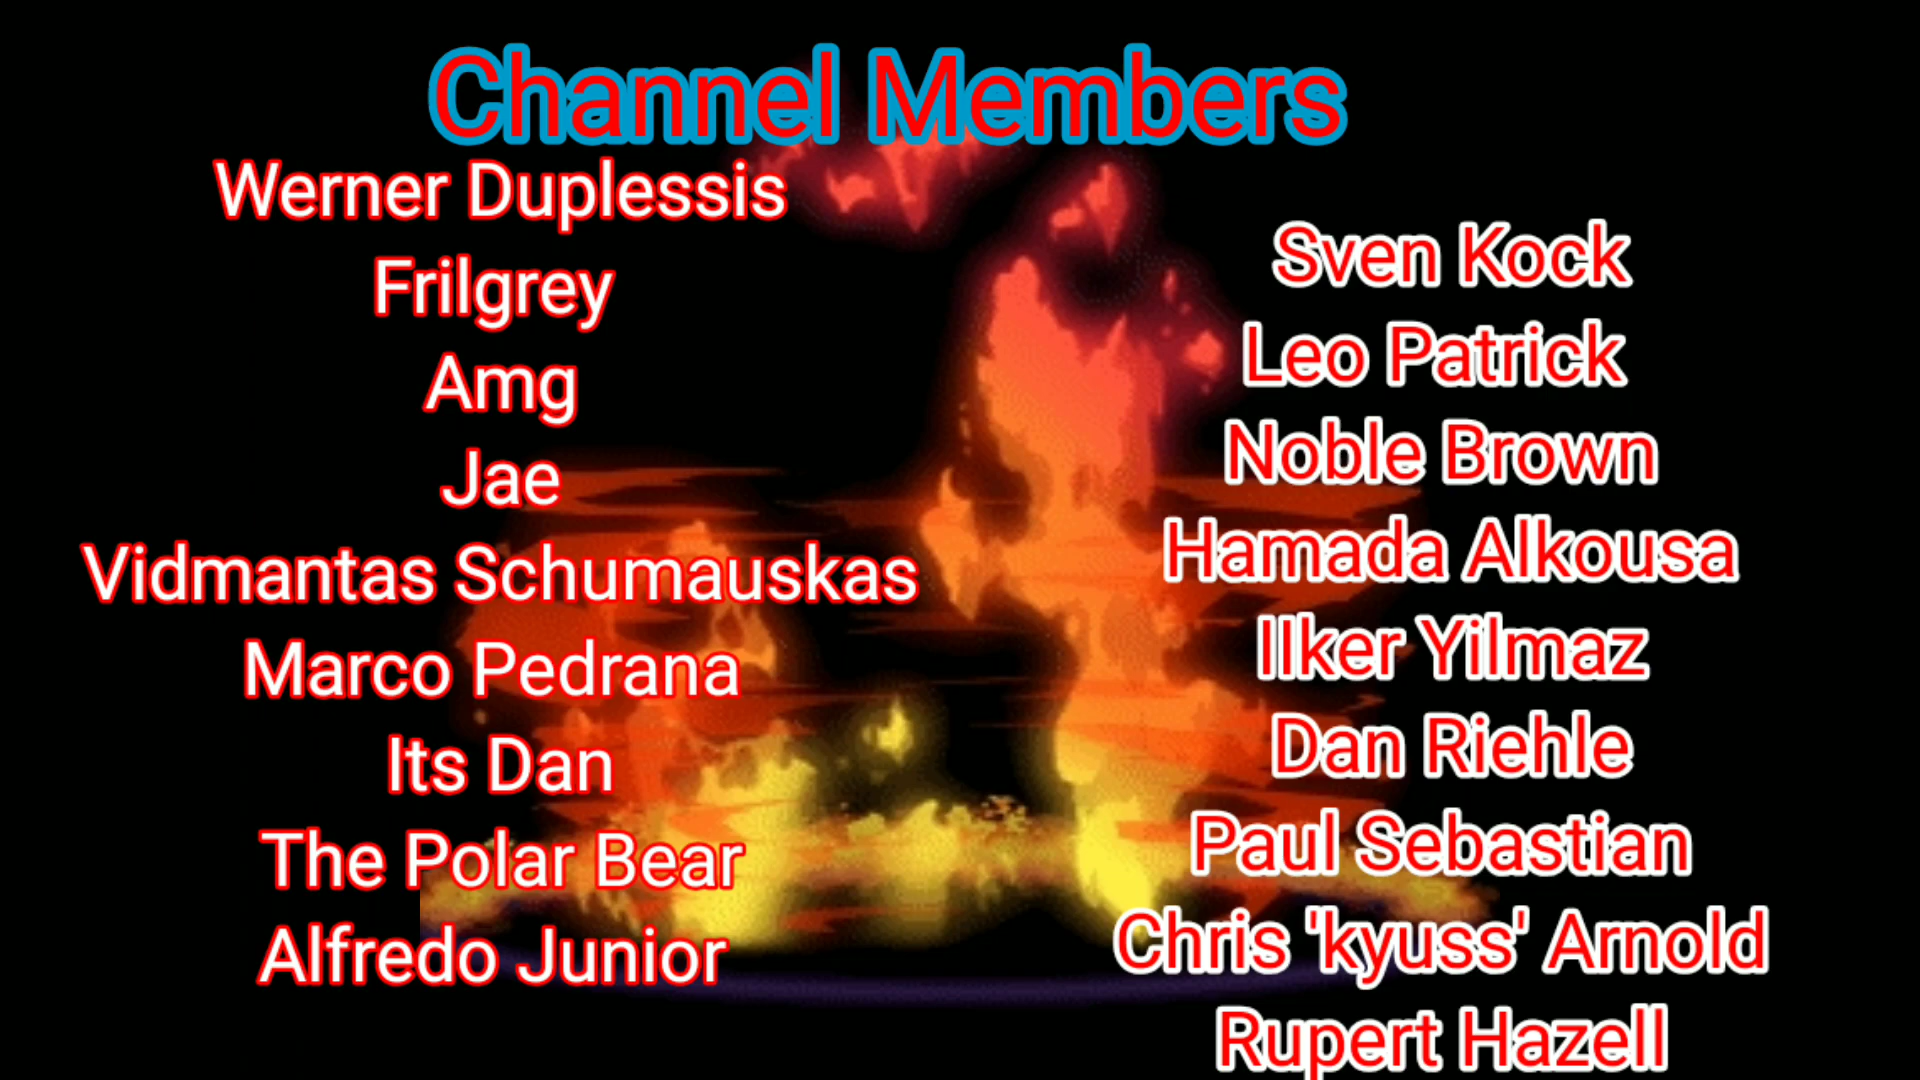 Channel Members
Werner Duplessis
Frilgrey
Amg
Jae
Vidmantas Schumauskas
Marco Pedrana
Its Dan
The Polar Bear
Alfredo Junior
Sven Kock
Leo Patrick
Noble Brown
Hamada Alkousa
Ilker Yilmaz
Dan Riehle
Paul Sebastian
Chris 'kyuss' Arnold
Rupert Hazell